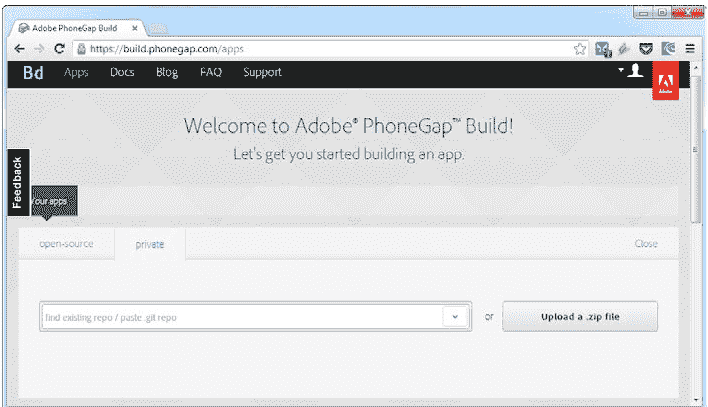 Adobe PhoneGap Build
https://build.phonegap.com/apps
Bd Apps Docs Blog FAQ Support
Adobe
Welcome to Adobe® PhoneGap™ Build!
Let's get you started building an app.
Feedback
Your apps
open-source private Close
find existing repo / paste .git repo or Upload a .zip file